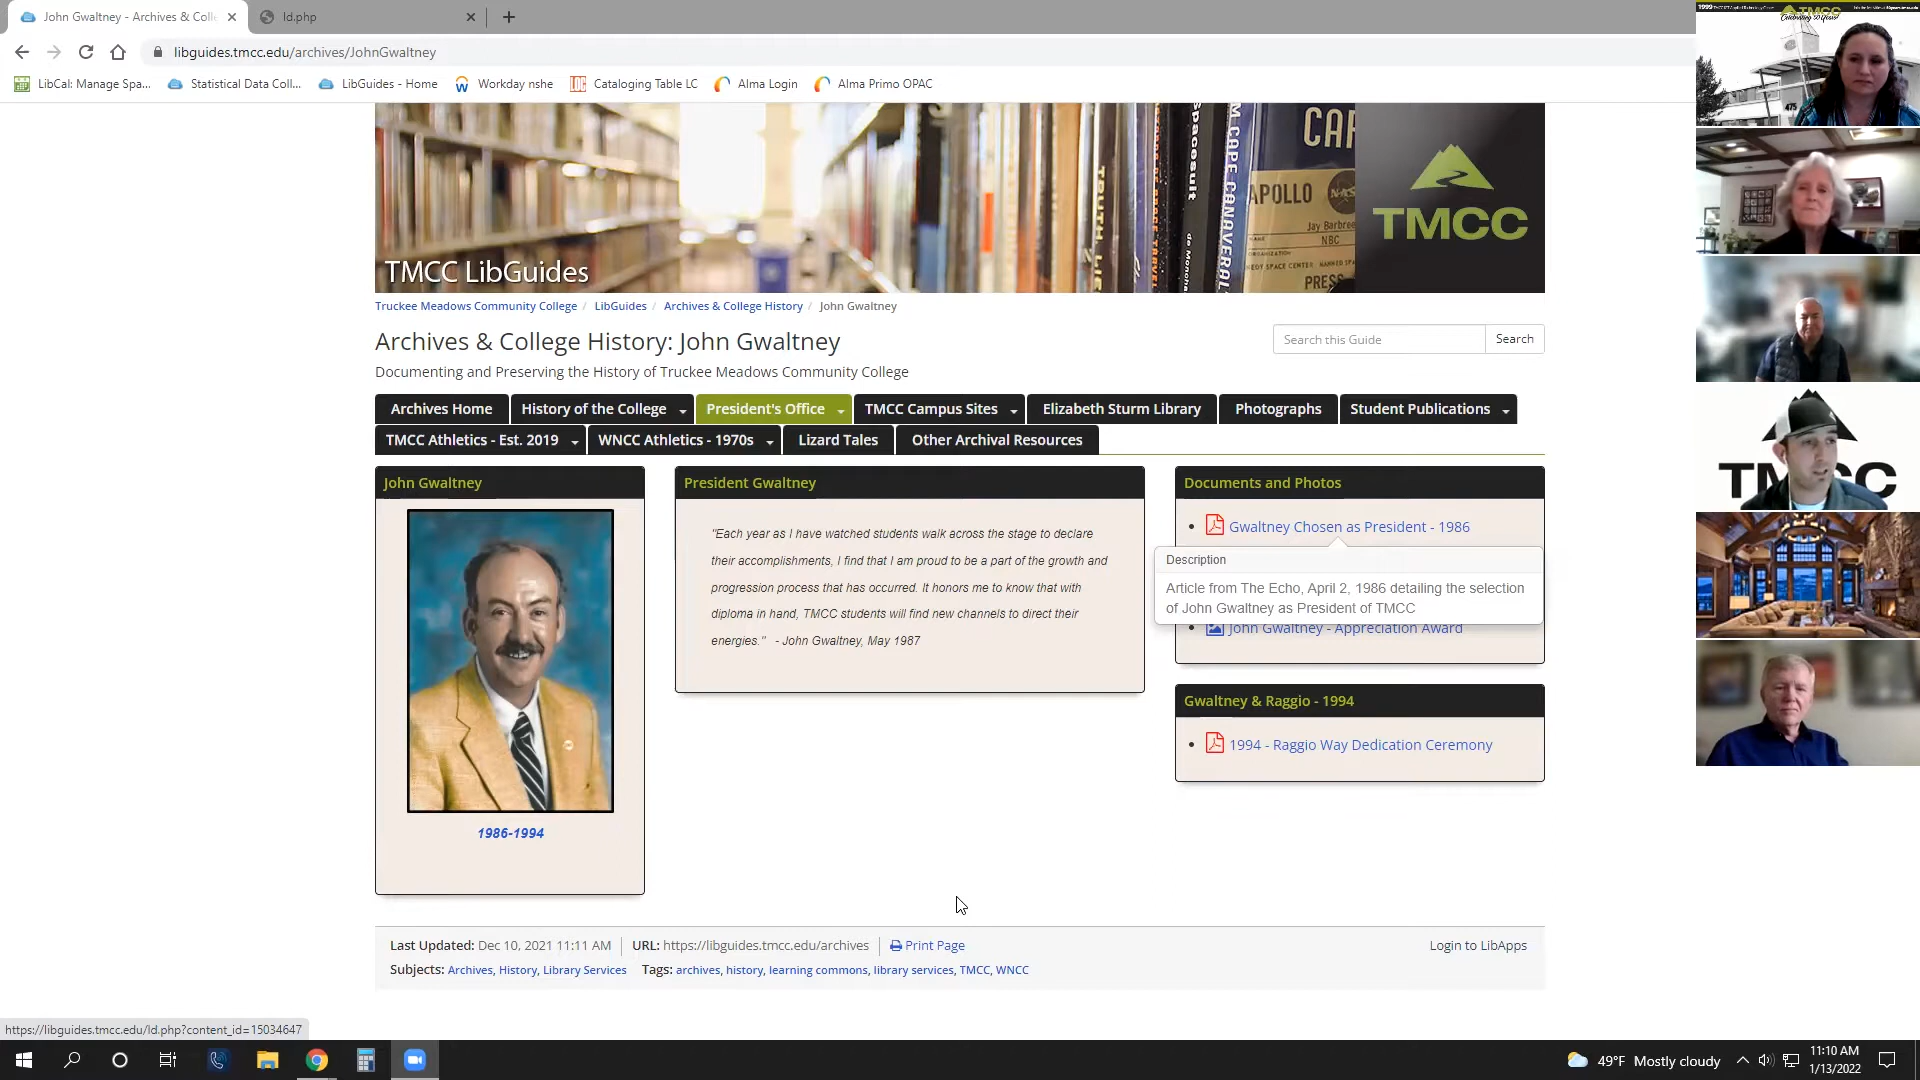 John Gwaltney - Archives & Colle
ld.php
libguides.tmcc.edu/archives/JohnGwaltney
LibCal: Manage Spa...
Statistical Data Coll...
LibGuides - Home
Workday nshe
Cataloging Table LC
Alma Login
Alma Primo OPAC
TMCC
TMCC LibGuides
CAPE CANAVERAL
spacesuit
TRUTH
APOLLO
Jay Barbree
NBC
ORGANIZATION
PRESS
Truckee Meadows Community College / LibGuides / Archives & College History / John Gwaltney
Archives & College History: John Gwaltney
Search this Guide
Search
Documenting and Preserving the History of Truckee Meadows Community College
Archives Home
History of the College
President's Office
TMCC Campus Sites
Elizabeth Sturm Library
Photographs
Student Publications
TMCC Athletics - Est. 2019
WNCC Athletics - 1970s
Lizard Tales
Other Archival Resources
John Gwaltney
1986-1994
President Gwaltney
"Each year as I have watched students walk across the stage to declare
their accomplishments, I find that I am proud to be a part of the growth and
progression process that has occurred. It honors me to know that with
diploma in hand, TMCC students will find new channels to direct their
energies." - John Gwaltney, May 1987
Documents and Photos
Gwaltney Chosen as President - 1986
Description
Article from The Echo, April 2, 1986 detailing the selection
of John Gwaltney as President of TMCC
John Gwaltney - Appreciation Award
Gwaltney & Raggio - 1994
1994 - Raggio Way Dedication Ceremony
Last Updated: Dec 10, 2021 11:11 AM
URL: https://libguides.tmcc.edu/archives
Print Page
Login to LibApps
Subjects: Archives, History, Library Services
Tags: archives, history, learning commons, library services, TMCC, WNCC
https://libguides.tmcc.edu/ld.php?content_id=15034647
49°F Mostly cloudy
11:10 AM
1/13/2022